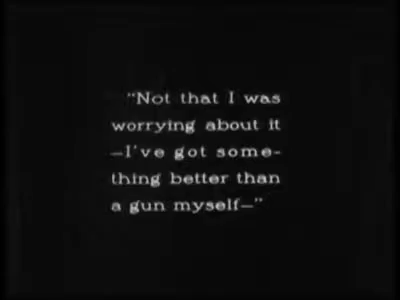 "Not that I was
worrying about it
—I've got some-
thing better than
a gun myself—"